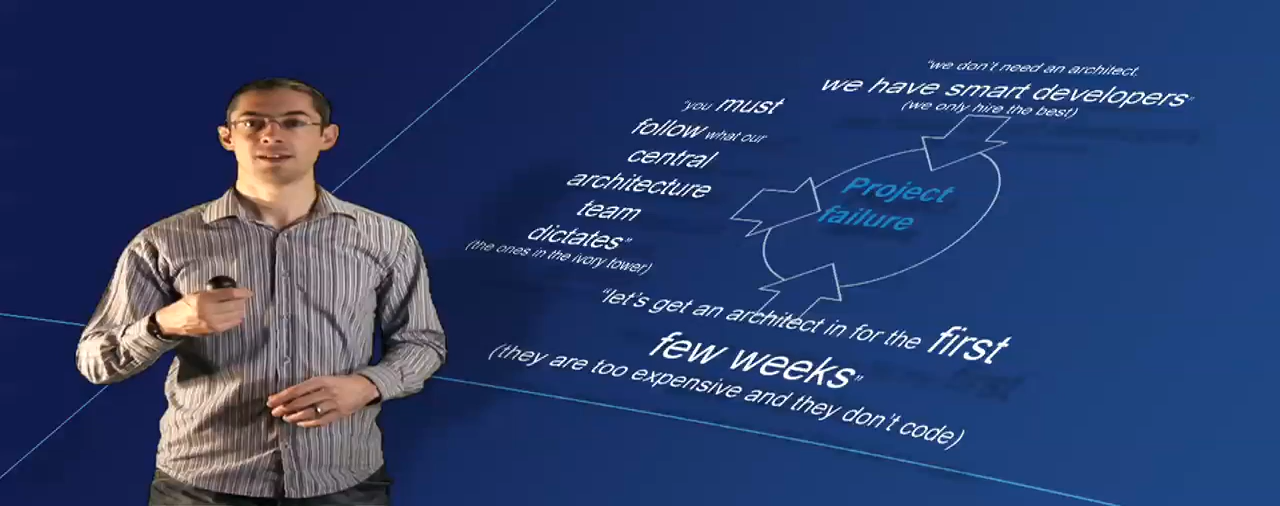 "we don't need an architect,
we have smart developers"
(we only hire the best)
"you must
follow what our
central
architecture
team
dictates"
(the ones in the ivory tower)
Project
failure
"let's get an architect in for the first
few weeks"
(they are too expensive and they don't code)